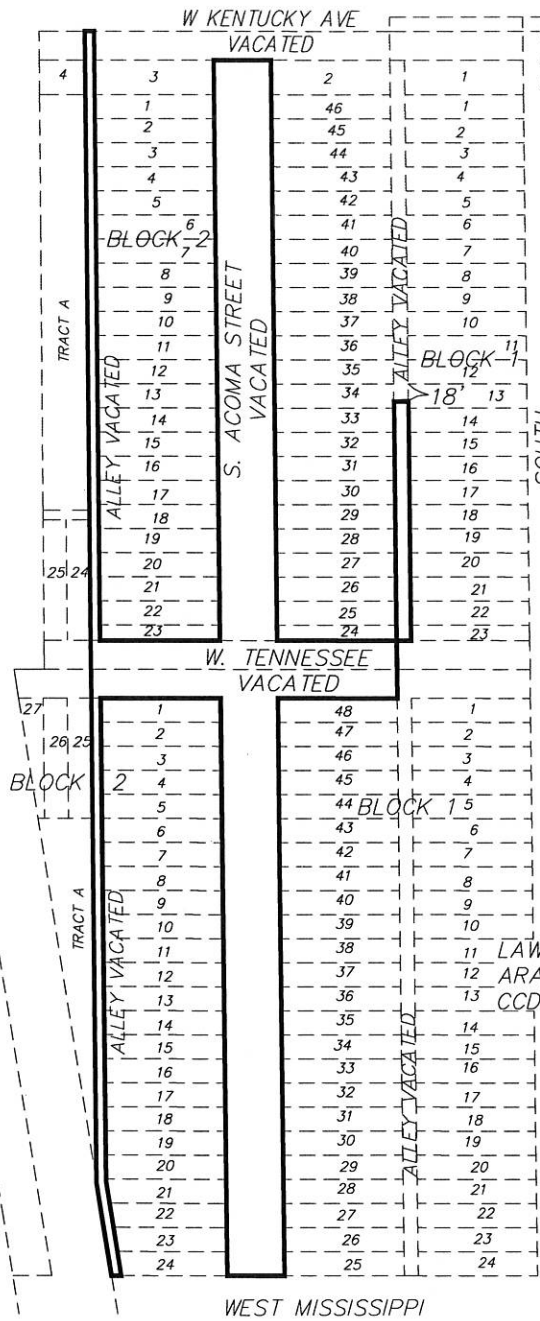 W KENTUCKY AVE
VACATED
4 3 2 1
1 46 1
2 45 2
3 44 3
4 43 4
5 42 5
6 41 6
BLOCK 2
7 40 7
8 39 8
9 38 9
10 37 10
11 36 11
BLOCK 1
12 35 12
13 34 18' 13
14 33 14
15 32 15
16 31 16
17 30 17
18 29 18
19 28 19
20 27 20
25 24
21 26 21
22 25 22
23 24 23
TRACT A
ALLEY VACATED
S. ACOMA STREET
VACATED
ALLEY VACATED
SOUTH
W. TENNESSEE
VACATED
27 1 48 1
2 47 2
26 25
3 46 3
BLOCK 2 4 45 4
5 44 BLOCK 1 5
6 43 6
7 42 7
8 41 8
9 40 9
10 39 10
11 38 11 LAW
12 37 12 ARA
13 36 13 CCD
14 35 14
15 34 15
16 33 16
17 32 17
18 31 18
19 30 19
20 29 20
21 28 21
22 27 22
23 26 23
24 25 24
TRACT A
ALLEY VACATED
ALLEY VACATED
WEST MISSISSIPPI